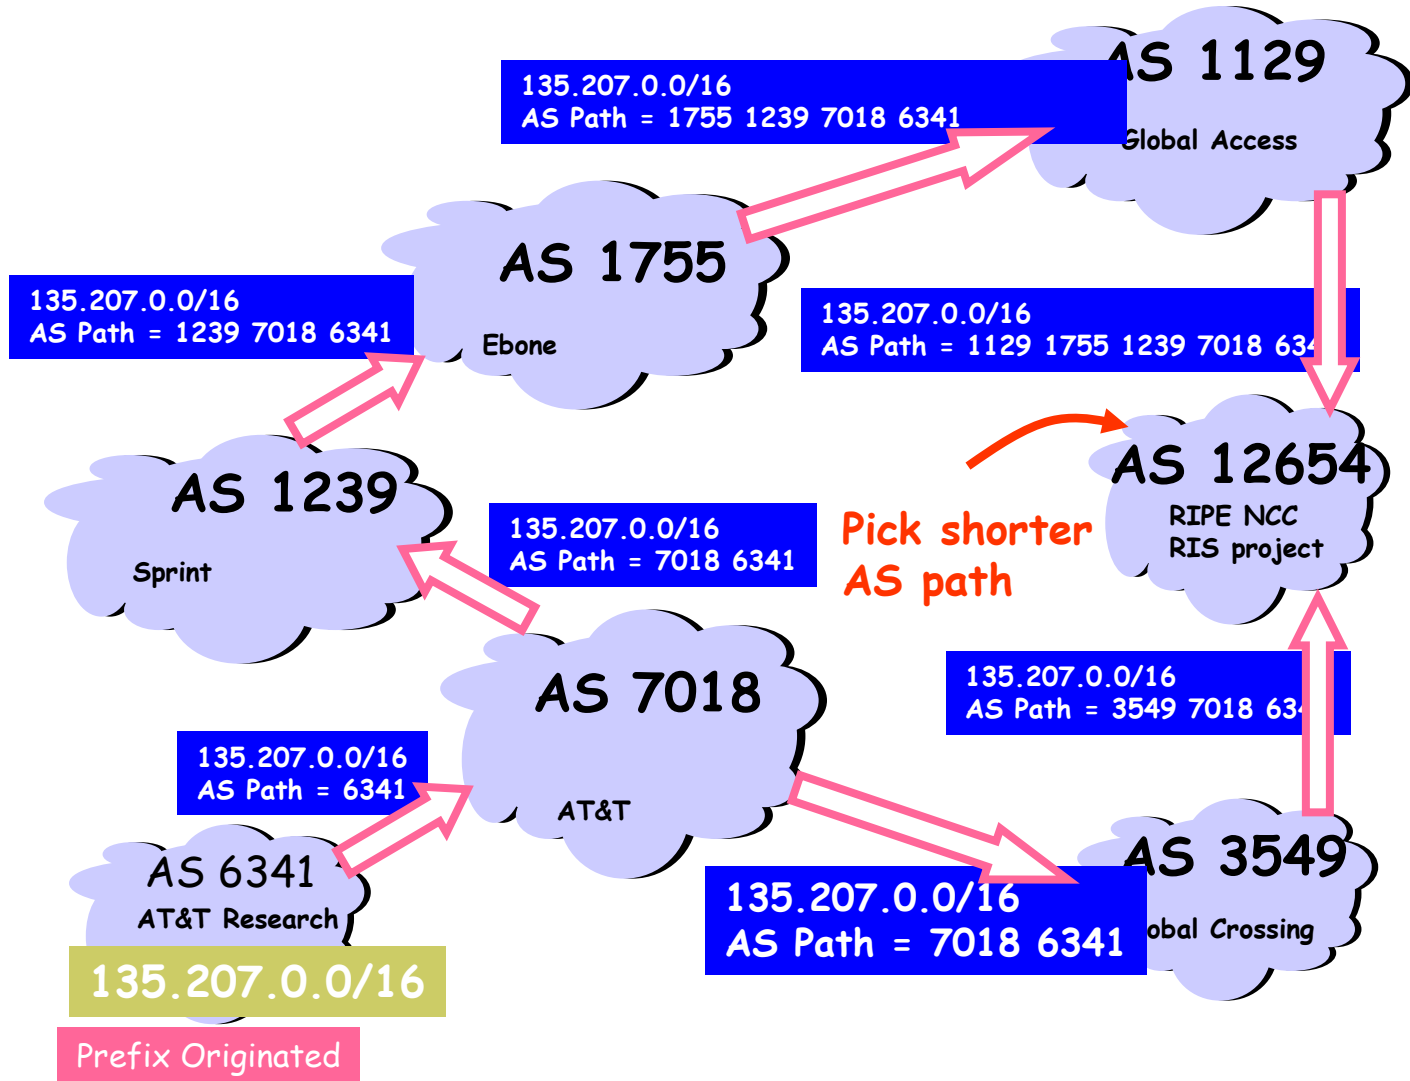 AS 1129
Global Access
135.207.0.0/16
AS Path = 1755 1239 7018 6341
AS 1755
Ebone
135.207.0.0/16
AS Path = 1239 7018 6341
135.207.0.0/16
AS Path = 1129 1755 1239 7018 634
AS 12654
RIPE NCC
RIS project
Pick shorter
AS path
AS 1239
Sprint
135.207.0.0/16
AS Path = 7018 6341
AS 7018
AT&T
135.207.0.0/16
AS Path = 3549 7018 634
135.207.0.0/16
AS Path = 6341
AS 6341
AT&T Research
135.207.0.0/16
Prefix Originated
135.207.0.0/16
AS Path = 7018 6341
AS 3549
obal Crossing